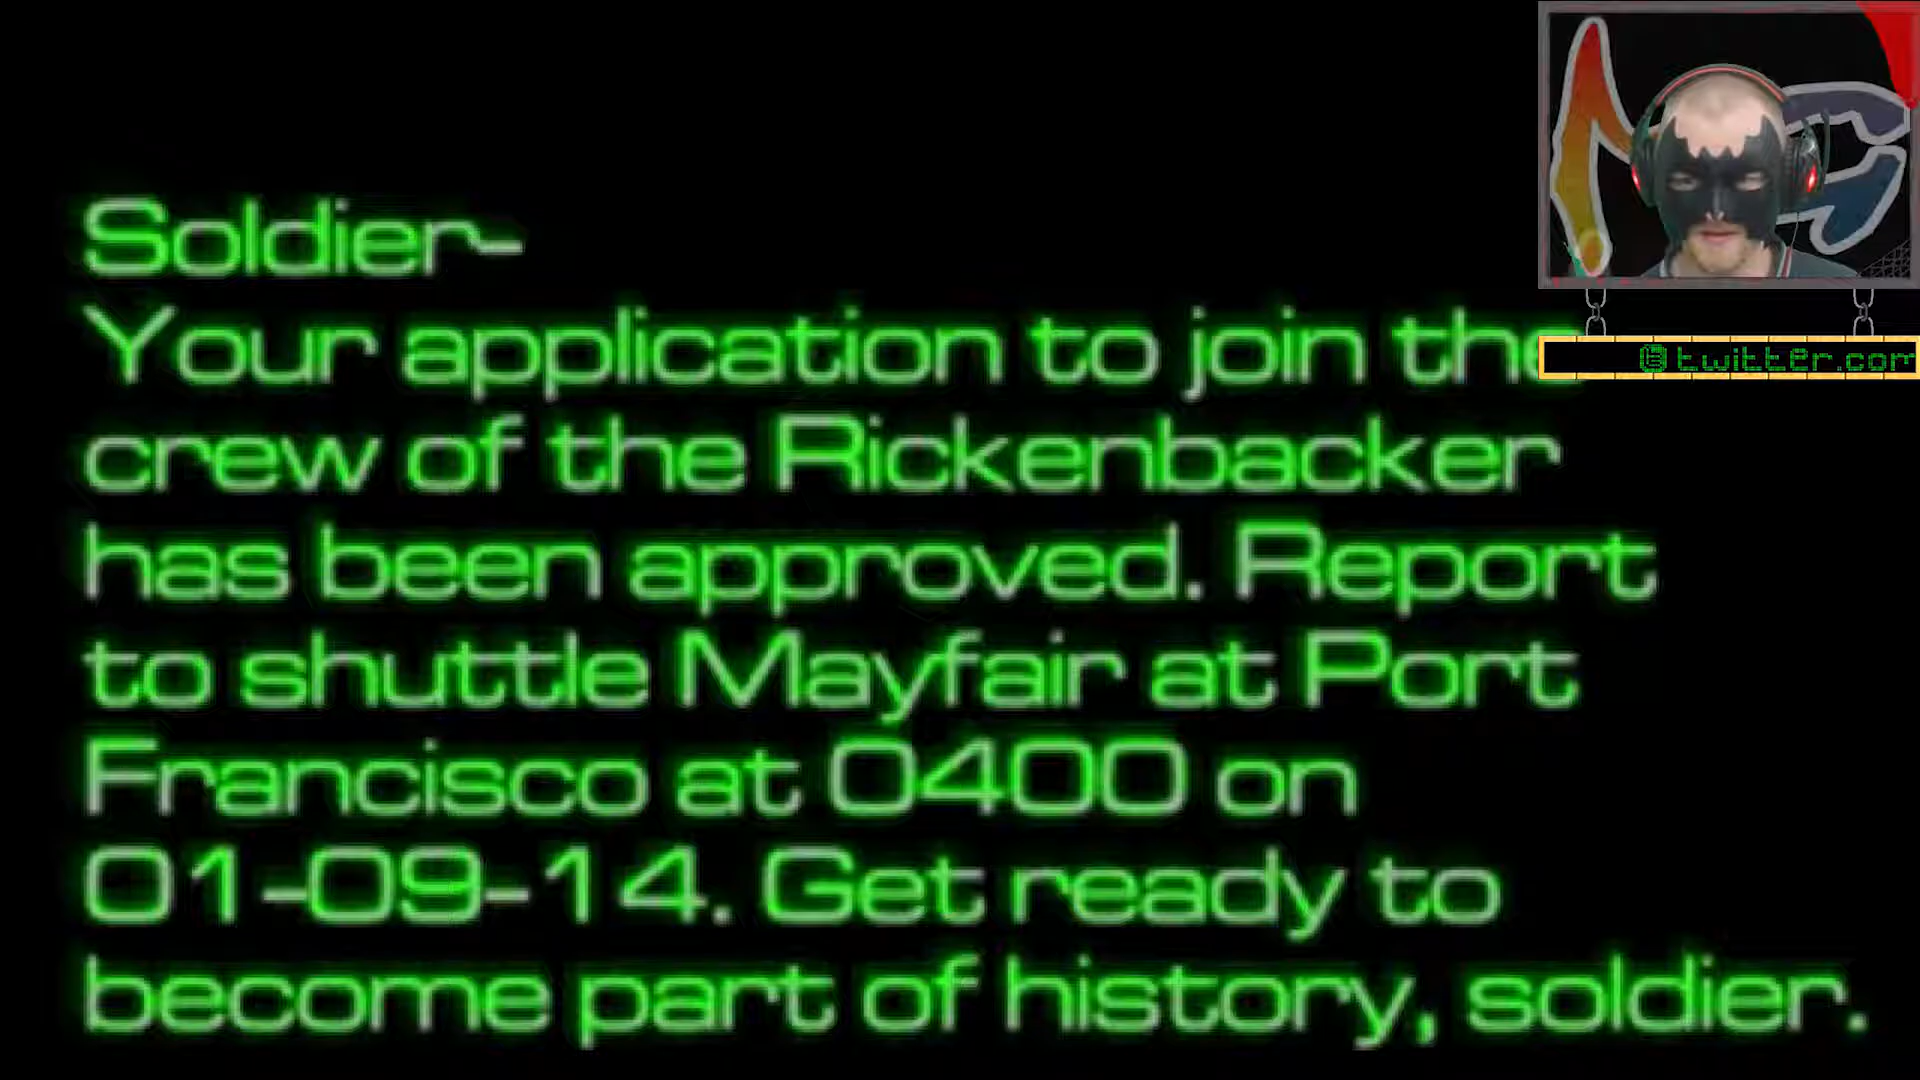 Soldier-
Your application to join the
crew of the Rickenbacker
has been approved. Report
to shuttle Mayfair at Port
Francisco at 0400 on
01-09-14. Get ready to
become part of history, soldier.
twitter.com